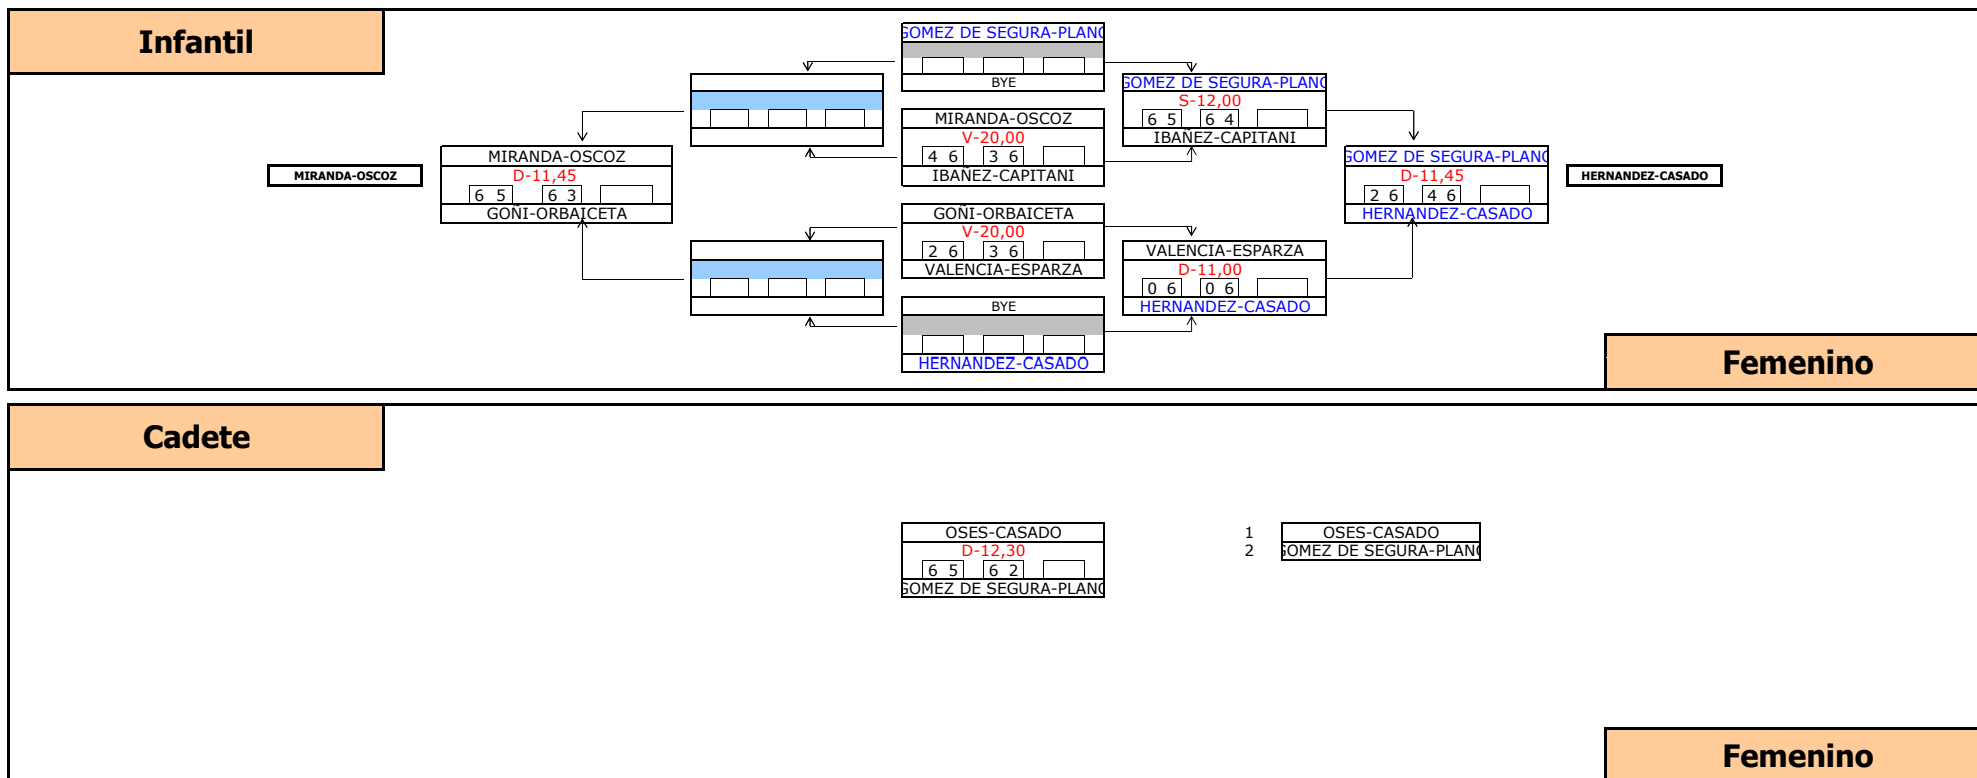 Infantil
GOMEZ DE SEGURA-PLANO
BYE
GOMEZ DE SEGURA-PLANO
S-12,00
6 5 6 4
IBAÑEZ-CAPITANI
MIRANDA-OSCOZ
V-20,00
4 6 3 6
IBAÑEZ-CAPITANI
MIRANDA-OSCOZ
MIRANDA-OSCOZ
D-11,45
6 5 6 3
GOÑI-ORBAICETA
GOMEZ DE SEGURA-PLANO
D-11,45
2 6 4 6
HERNANDEZ-CASADO
HERNANDEZ-CASADO
GOÑI-ORBAICETA
V-20,00
2 6 3 6
VALENCIA-ESPARZA
VALENCIA-ESPARZA
D-11,00
0 6 0 6
HERNANDEZ-CASADO
BYE
HERNANDEZ-CASADO
Femenino
Cadete
OSES-CASADO
D-12,30
6 5 6 2
GOMEZ DE SEGURA-PLANO
1 OSES-CASADO
2 GOMEZ DE SEGURA-PLANO
Femenino